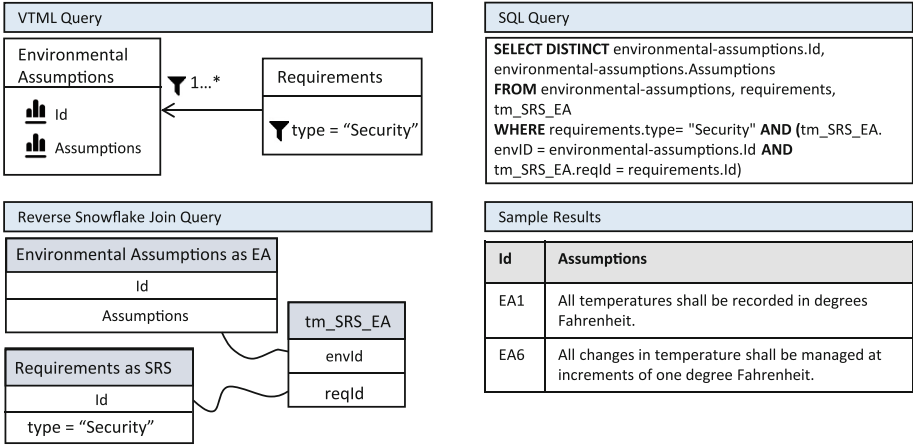 VTML Query
Environmental
Assumptions
Id
Assumptions
1...*
Requirements
type = “Security”
SQL Query
SELECT DISTINCT environmental-assumptions.Id,
environmental-assumptions.Assumptions
FROM environmental-assumptions, requirements,
tm_SRS_EA
WHERE requirements.type= "Security" AND (tm_SRS_EA.
envID = environmental-assumptions.Id AND
tm_SRS_EA.reqId = requirements.Id)
Reverse Snowflake Join Query
Environmental Assumptions as EA
Id
Assumptions
tm_SRS_EA
envId
reqId
Requirements as SRS
Id
type = “Security”
Sample Results
Id Assumptions
EA1 All temperatures shall be recorded in degrees
Fahrenheit.
EA6 All changes in temperature shall be managed at
increments of one degree Fahrenheit.